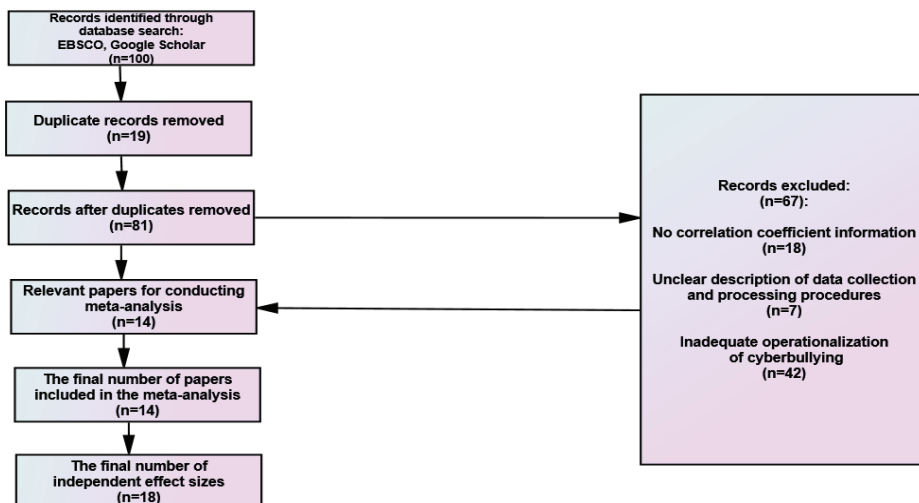 Records identified through
database search:
EBSCO, Google Scholar
(n=100)
Duplicate records removed
(n=19)
Records after duplicates removed
(n=81)
Relevant papers for conducting
meta-analysis
(n=14)
The final number of papers
included in the meta-analysis
(n=14)
The final number of
independent effect sizes
(n=18)
Records excluded:
(n=67):
No correlation coefficient information
(n=18)
Unclear description of data collection
and processing procedures
(n=7)
Inadequate operationalization
of cyberbullying
(n=42)